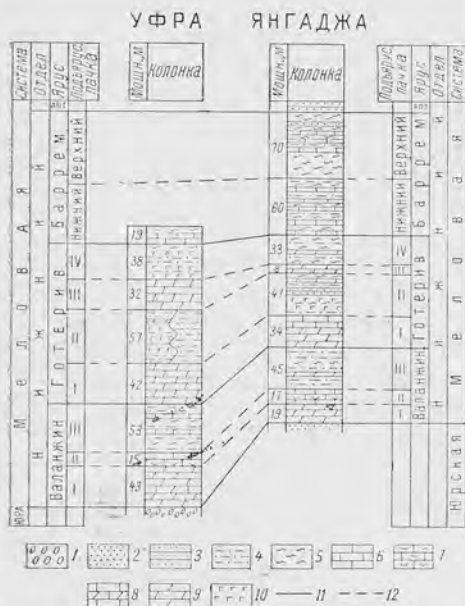 УФРА ЯНГАДЖА
Система
Отдел
Ярус
Подъярус, пачка
Мощн., м
Колонка
Мощн., м
Колонка
Подъярус, пачка
Ярус
Отдел
Система
Меловая
Нижний
Баррем
Верхний
Нижний
Готерив
IV
III
II
I
Валанжин
III
II
I
ЮРА
19
38
32
57
42
53
15
43
70
60
33
8
41
34
45
17
19
Верхний
Нижний
Баррем
IV
III
II
I
Готерив
III
II
I
Валанжин
Нижний
Меловая
Юрская
1 2 3 4 5 6 7
8 9 10 11 12